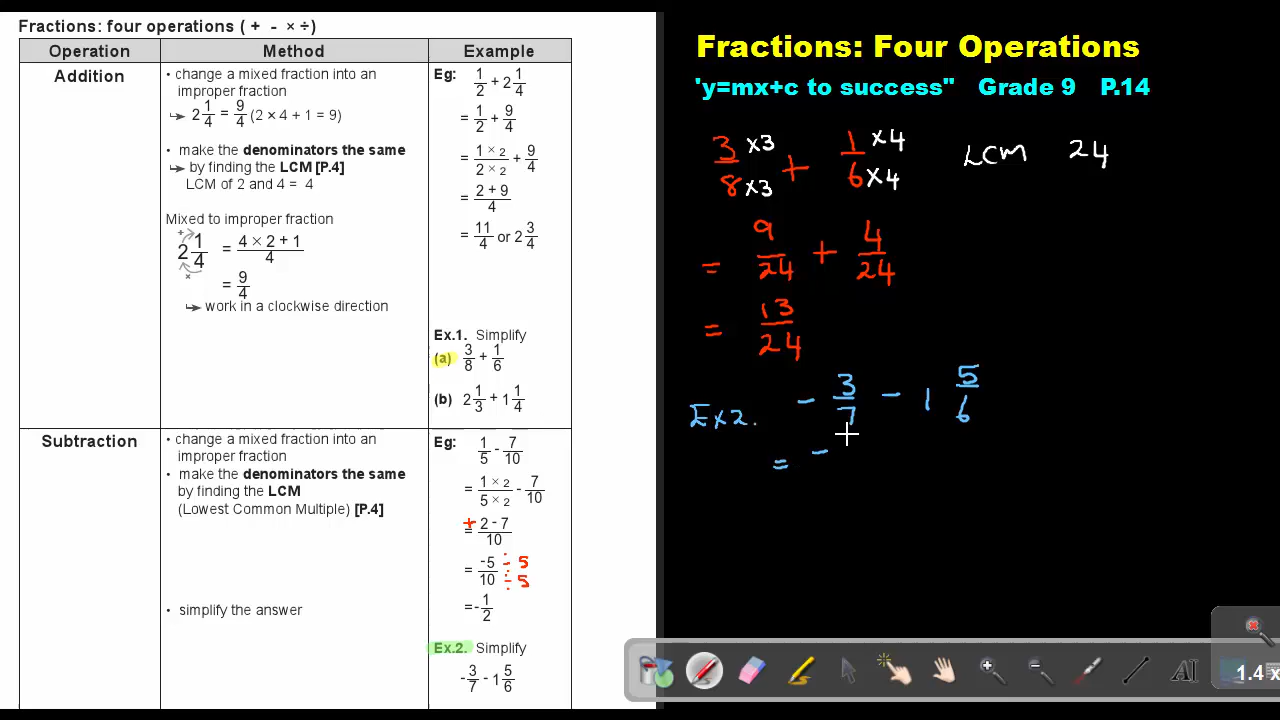 Fractions: four operations ( + - × ÷)
Operation Method Example
Addition
• change a mixed fraction into an
improper fraction
↳ 2 1/4 = 9/4 (2 × 4 + 1 = 9)
• make the denominators the same
↳ by finding the LCM [P.4]
LCM of 2 and 4 = 4
Mixed to improper fraction
2 1/4 = (4 × 2 + 1)/4
+
×
= 9/4
↳ work in a clockwise direction
Eg: 1/2 + 2 1/4
= 1/2 + 9/4
= (1 × 2)/(2 × 2) + 9/4
= (2 + 9)/4
= 11/4 or 2 3/4
Ex.1. Simplify
(a) 3/8 + 1/6
(b) 2 1/3 + 1 1/4
Subtraction
• change a mixed fraction into an
improper fraction
• make the denominators the same
by finding the LCM
(Lowest Common Multiple) [P.4]
• simplify the answer
Eg: 1/5 - 7/10
= (1 × 2)/(5 × 2) - 7/10
+
= (2 - 7)/10
= -5/10 ÷ 5 ÷ 5
= - 1/2
Ex.2. Simplify
- 3/7 - 1 5/6
Fractions: Four Operations
'y=mx+c to success" Grade 9 P.14
3/8 ×3 ×3 + 1/6 ×4 ×4 LCM 24
= 9/24 + 4/24
= 13/24
Ex2. - 3/7 - 1 5/6
= -
AI
1.4 x